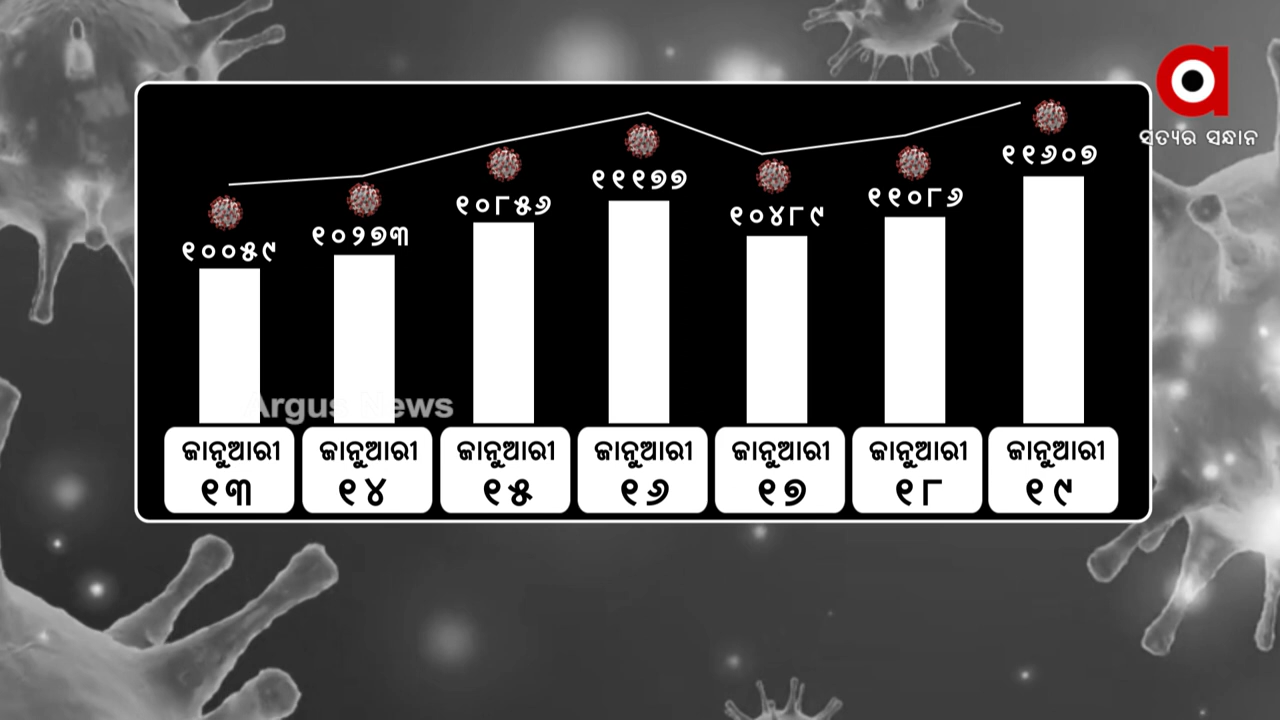 ସତ୍ୟର ସନ୍ଧାନ
୧୦୦୫୯
୧୦୨୭୩
୧୦୮୫୬
୧୧୧୭୭
୧୦୪୮୯
୧୧୦୮୬
୧୧୬୦୭
Argus News
ଜାନୁଆରୀ ୧୩
ଜାନୁଆରୀ ୧୪
ଜାନୁଆରୀ ୧୫
ଜାନୁଆରୀ ୧୬
ଜାନୁଆରୀ ୧୭
ଜାନୁଆରୀ ୧୮
ଜାନୁଆରୀ ୧୯